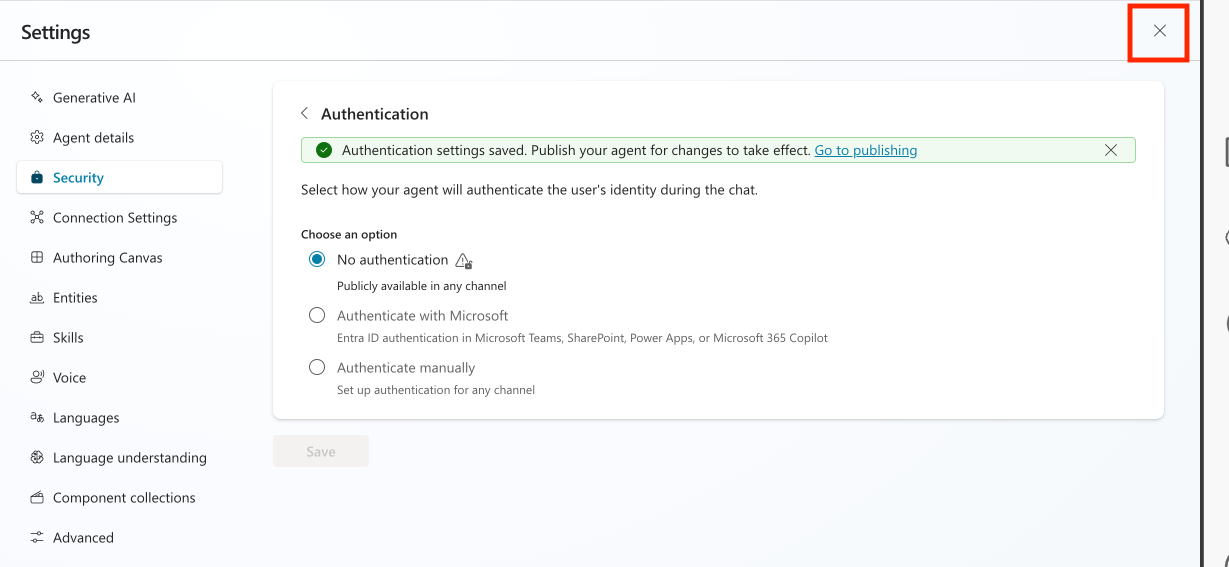 Settings
Generative AI
Agent details
Security
Connection Settings
Authoring Canvas
Entities
Skills
Voice
Languages
Language understanding
Component collections
Advanced
Authentication
Authentication settings saved. Publish your agent for changes to take effect. Go to publishing
Select how your agent will authenticate the user's identity during the chat.
Choose an option
No authentication
Publicly available in any channel
Authenticate with Microsoft
Entra ID authentication in Microsoft Teams, SharePoint, Power Apps, or Microsoft 365 Copilot
Authenticate manually
Set up authentication for any channel
Save